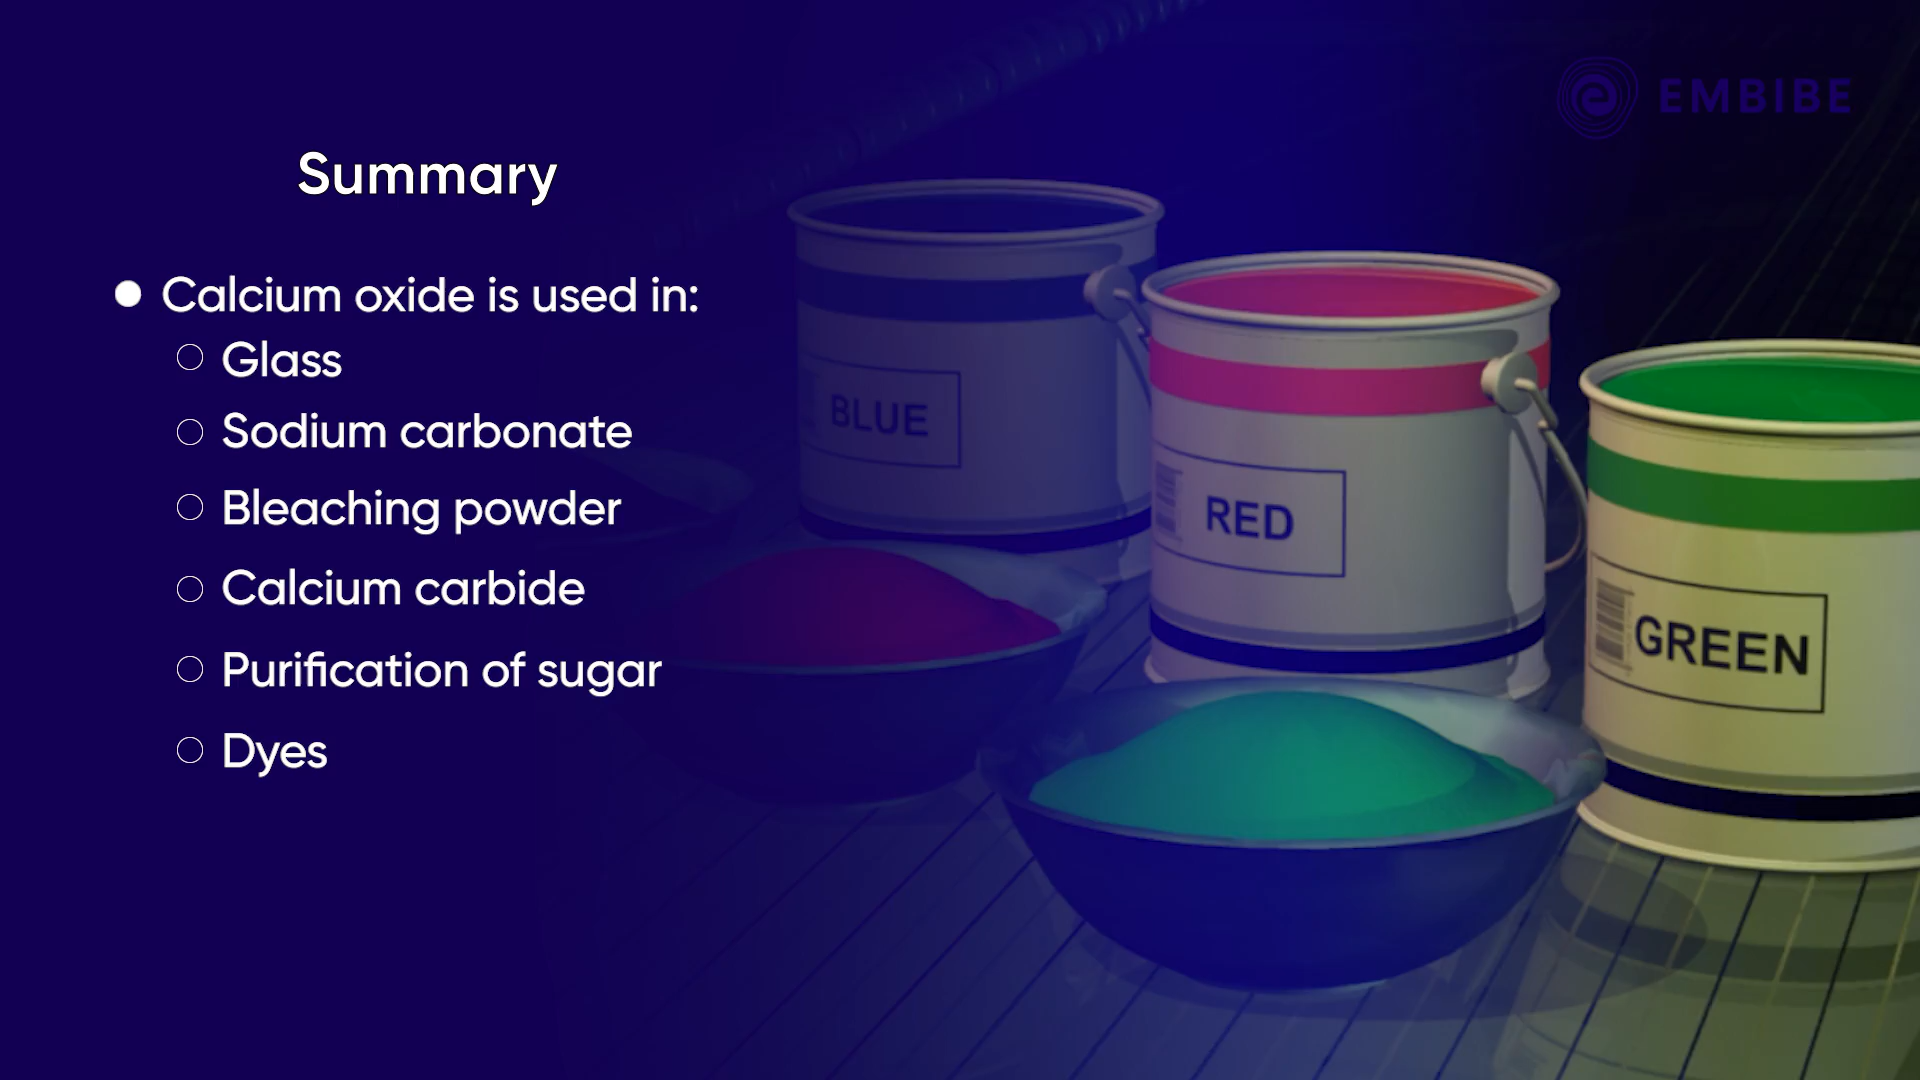 EMBIBE
Summary
Calcium oxide is used in:
Glass
Sodium carbonate
Bleaching powder
Calcium carbide
Purification of sugar
Dyes
BLUE
RED
GREEN